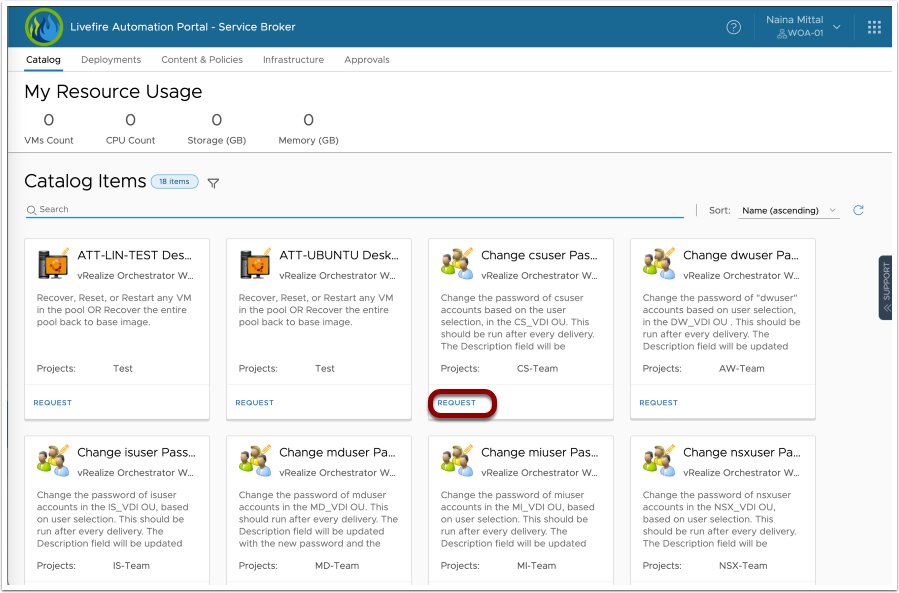 Livefire Automation Portal - Service Broker
Naina Mittal
WOA-01
Catalog Deployments Content & Policies Infrastructure Approvals
My Resource Usage
0 0 0 0
VMs Count CPU Count Storage (GB) Memory (GB)
Catalog Items 18 items
Search
Sort: Name (ascending)
SUPPORT
ATT-LIN-TEST Des...
vRealize Orchestrator W...
Recover, Reset, or Restart any VM
in the pool OR Recover the entire
pool back to base image.
Projects: Test
REQUEST
ATT-UBUNTU Desk...
vRealize Orchestrator W...
Recover, Reset, or Restart any VM
in the pool OR Recover the entire
pool back to base image.
Projects: Test
REQUEST
Change csuser Pas...
vRealize Orchestrator W...
Change the password of csuser
accounts based on the user
selection, in the CS_VDI OU. This
should be run after every delivery.
The Description field will be
Projects: CS-Team
REQUEST
Change dwuser Pa...
vRealize Orchestrator W...
Change the password of "dwuser"
accounts based on user selection,
in the DW_VDI OU . This should be
run after every delivery. The
Description field will be updated
Projects: AW-Team
REQUEST
Change isuser Pass...
vRealize Orchestrator W...
Change the password of isuser
accounts in the IS_VDI OU, based
on user selection. This should be
run after every delivery. The
Description field will be updated
Projects: IS-Team
Change mduser Pa...
vRealize Orchestrator W...
Change the password of mduser
accounts in the MD_VDI OU. This
should run after every delivery. The
Description field will be updated
with the new password and the
Projects: MD-Team
Change miuser Pas...
vRealize Orchestrator W...
Change the password of miuser
accounts in the MI_VDI OU, based
on user selection. This should be
run after every delivery. The
Description field will be updated
Projects: MI-Team
Change nsxuser Pa...
vRealize Orchestrator W...
Change the password of nsxuser
accounts in the NSX_VDI OU,
based on user selection. This
should be run after every delivery.
The Description field will be
Projects: NSX-Team